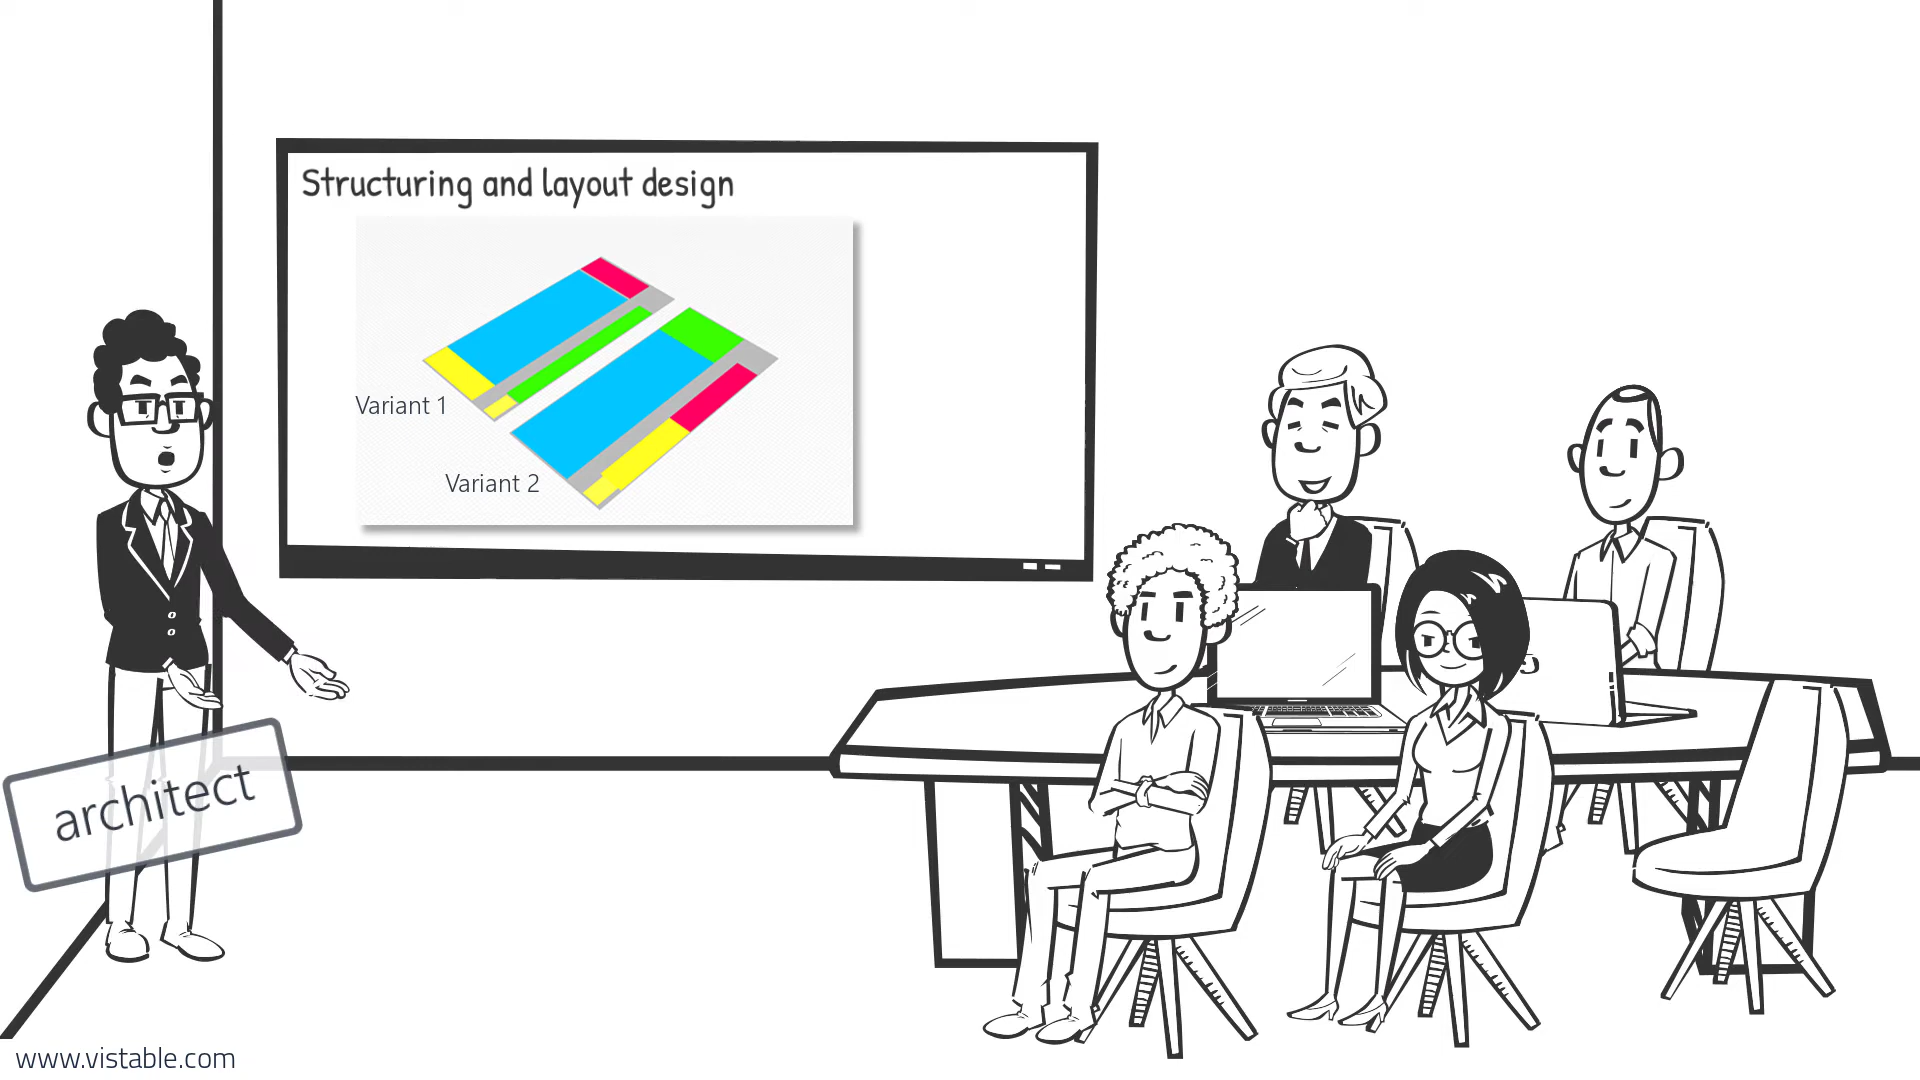 Structuring and layout design
Variant 1
Variant 2
architect
www.vistable.com